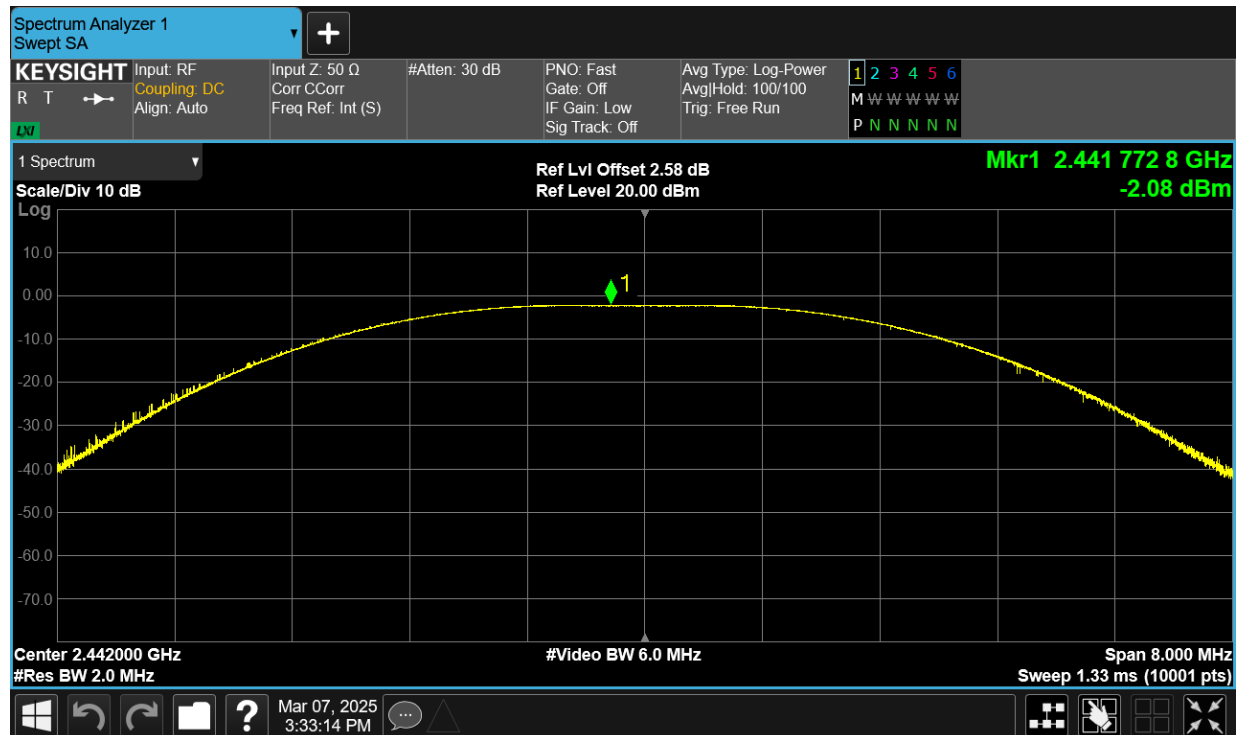 Spectrum Analyzer 1
Swept SA
KEYSIGHT
R T
LXI
Input: RF
Coupling: DC
Align: Auto
Input Z: 50 Ω
Corr CCorr
Freq Ref: Int (S)
#Atten: 30 dB
PNO: Fast
Gate: Off
IF Gain: Low
Sig Track: Off
Avg Type: Log-Power
Avg|Hold: 100/100
Trig: Free Run
1 2 3 4 5 6
M W W W W W
P N N N N N
1 Spectrum
Scale/Div 10 dB
Log
Ref Lvl Offset 2.58 dB
Ref Level 20.00 dBm
Mkr1 2.441 772 8 GHz
-2.08 dBm
1
10.0
0.00
-10.0
-20.0
-30.0
-40.0
-50.0
-60.0
-70.0
Center 2.442000 GHz
#Res BW 2.0 MHz
#Video BW 6.0 MHz
Span 8.000 MHz
Sweep 1.33 ms (10001 pts)
?
Mar 07, 2025
3:33:14 PM